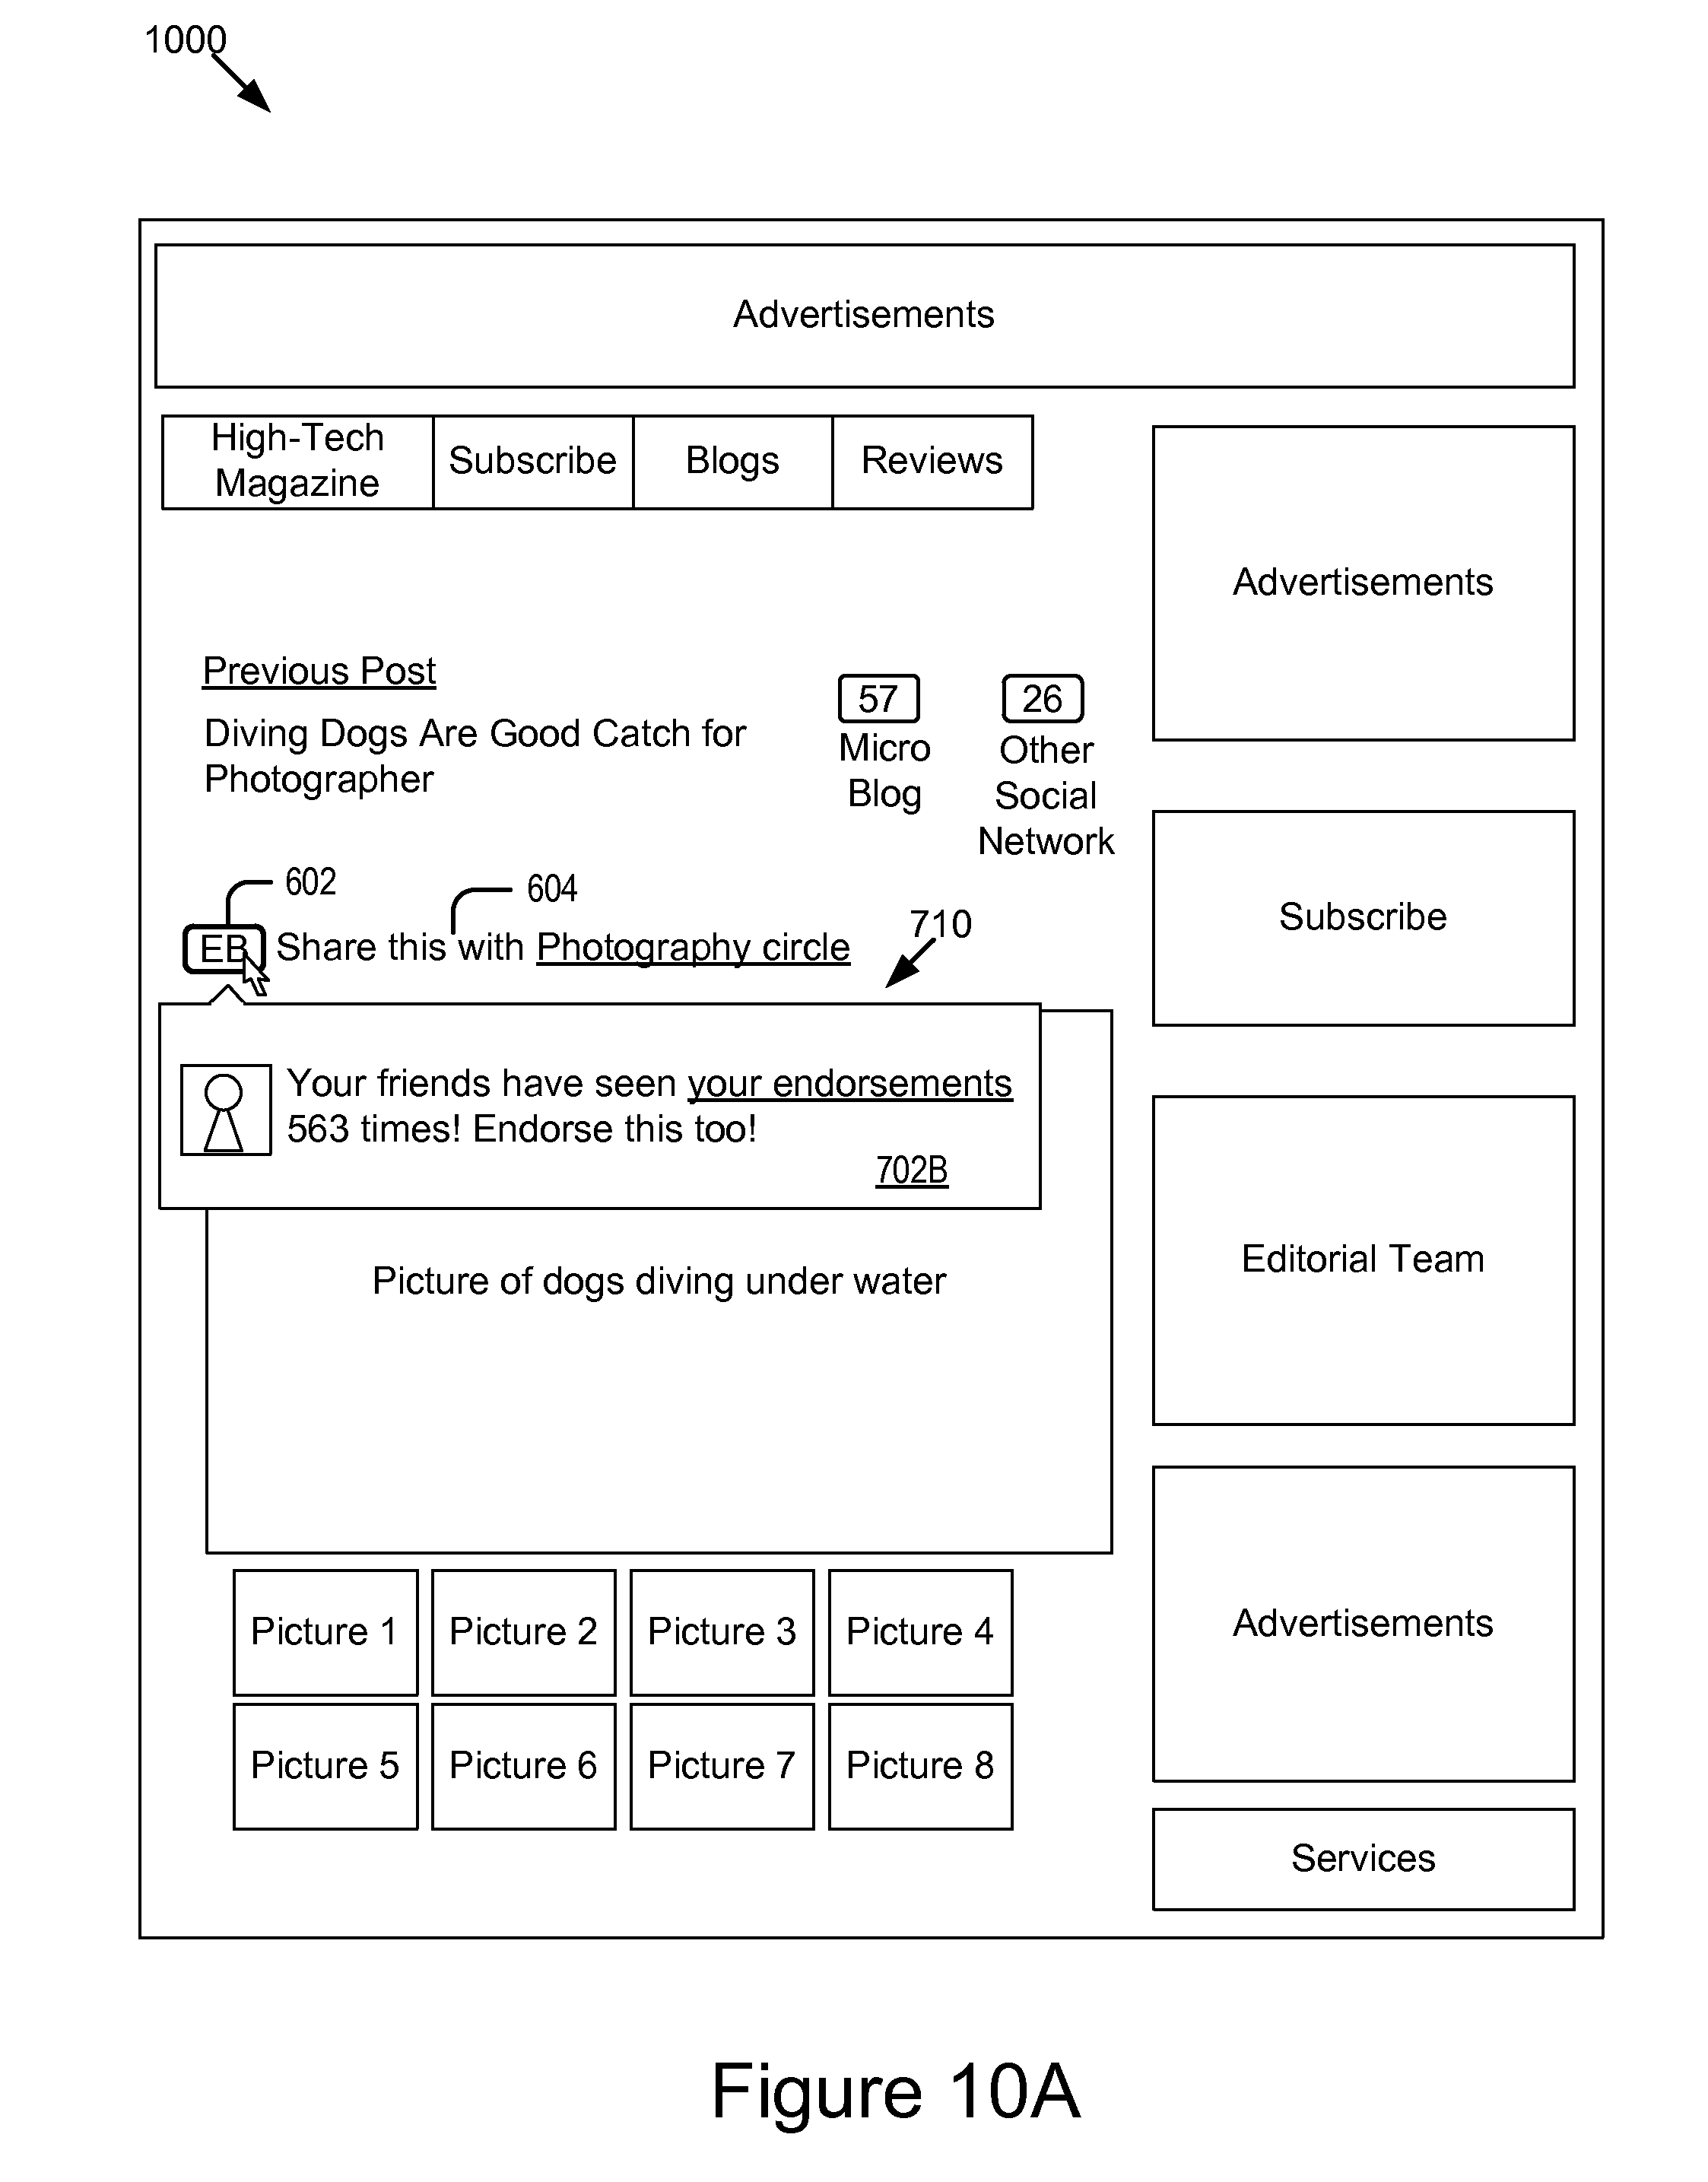 1000
Advertisements
High-Tech
Magazine
Subscribe
Blogs
Reviews
Advertisements
Previous Post
Diving Dogs Are Good Catch for
Photographer
57
Micro
Blog
26
Other
Social
Network
Subscribe
602
604
EB Share this with Photography circle
710
Your friends have seen your endorsements
563 times! Endorse this too!
702B
Editorial Team
Picture of dogs diving under water
Advertisements
Picture 1
Picture 2
Picture 3
Picture 4
Picture 5
Picture 6
Picture 7
Picture 8
Services
Figure 10A